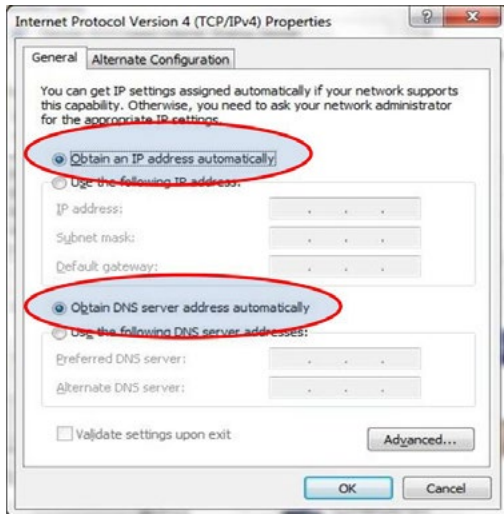 Internet Protocol Version 4 (TCP/IPv4) Properties
General
Alternate Configuration
You can get IP settings assigned automatically if your network supports
this capability. Otherwise, you need to ask your network administrator
for the appropriate IP settings.
Obtain an IP address automatically
Use the following IP address:
IP address:
Subnet mask:
Default gateway:
Obtain DNS server address automatically
Use the following DNS server addresses:
Preferred DNS server:
Alternate DNS server:
Validate settings upon exit
Advanced...
OK
Cancel